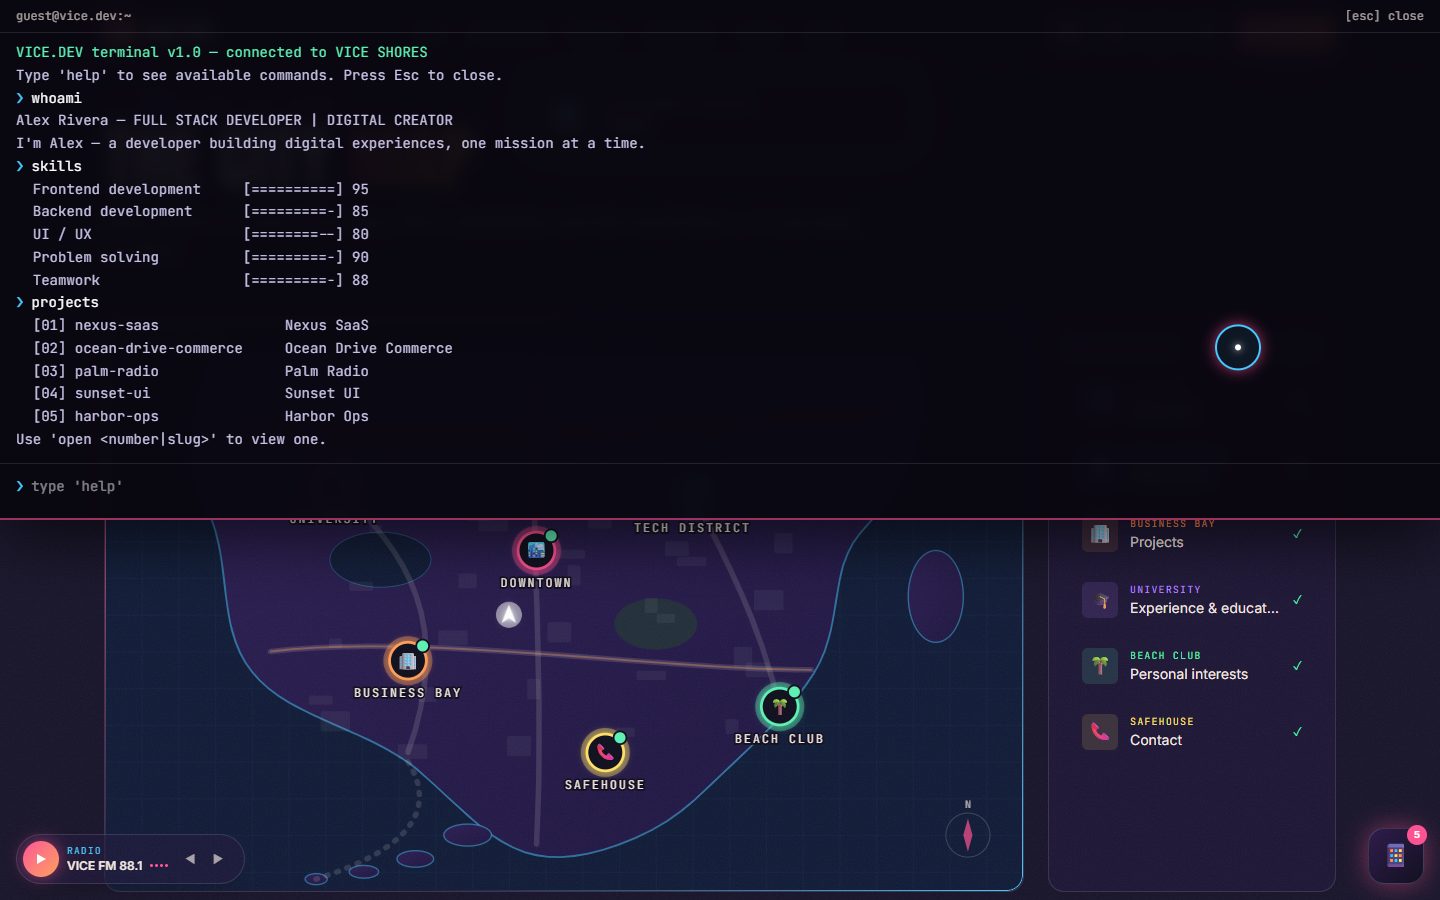 guest@vice.dev:~
[esc] close
VICE.DEV terminal v1.0 — connected to VICE SHORES
Type 'help' to see available commands. Press Esc to close.
❯ whoami
Alex Rivera — FULL STACK DEVELOPER | DIGITAL CREATOR
I'm Alex — a developer building digital experiences, one mission at a time.
❯ skills
Frontend development [==========] 95
Backend development [=========-] 85
UI / UX [========--] 80
Problem solving [=========-] 90
Teamwork [=========-] 88
❯ projects
[01] nexus-saas Nexus SaaS
[02] ocean-drive-commerce Ocean Drive Commerce
[03] palm-radio Palm Radio
[04] sunset-ui Sunset UI
[05] harbor-ops Harbor Ops
Use 'open <number|slug>' to view one.
❯ type 'help'
UNIVERSITY
TECH DISTRICT
DOWNTOWN
BUSINESS BAY
BEACH CLUB
SAFEHOUSE
N
BUSINESS BAY
Projects
✓
UNIVERSITY
Experience & educat...
✓
BEACH CLUB
Personal interests
✓
SAFEHOUSE
Contact
✓
RADIO
VICE FM 88.1
5